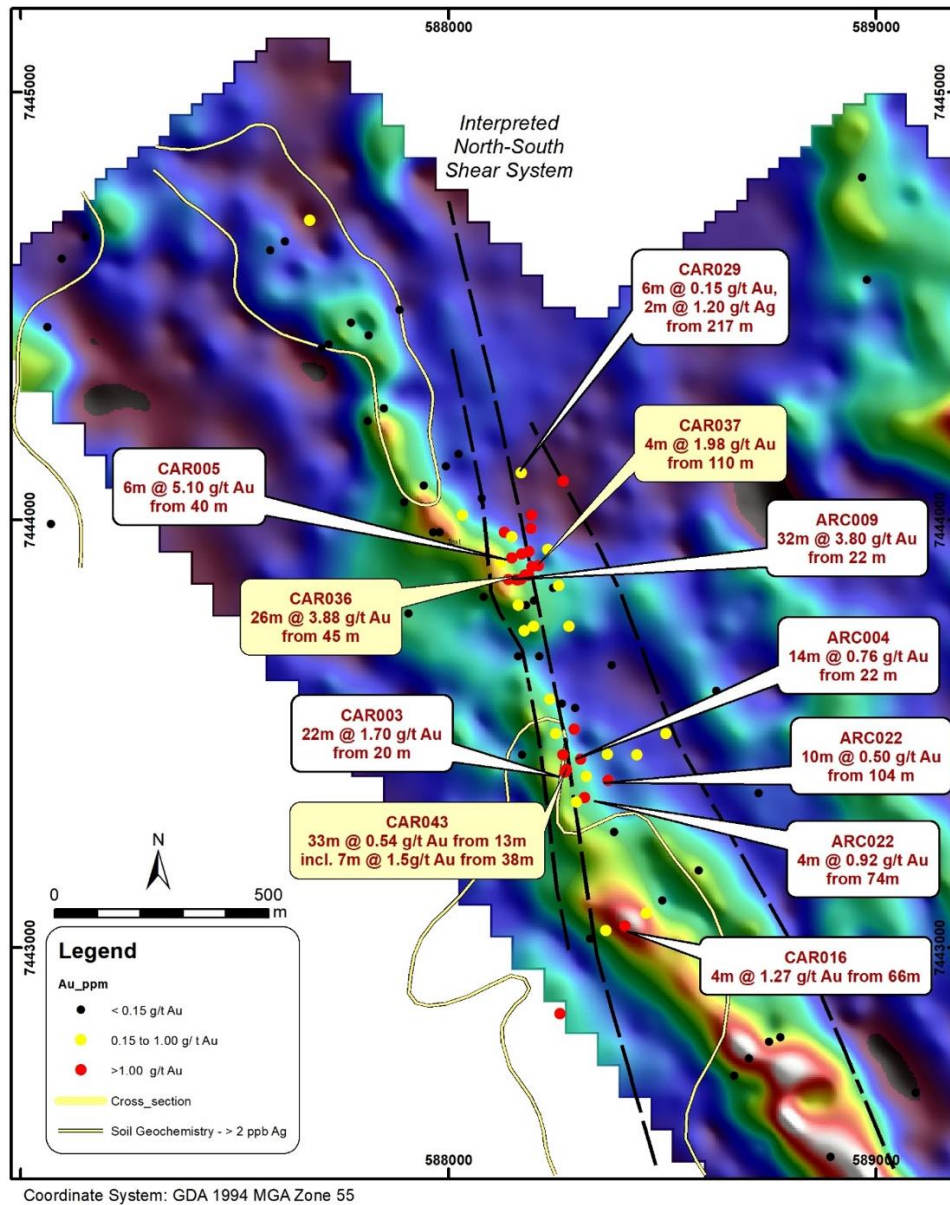 588000
589000
7445000
7445000
Interpreted
North-South
Shear System
CAR029
6m @ 0.15 g/t Au,
2m @ 1.20 g/t Ag
from 217 m
CAR037
4m @ 1.98 g/t Au
from 110 m
CAR005
6m @ 5.10 g/t Au
from 40 m
7444000
7444000
ARC009
32m @ 3.80 g/t Au
from 22 m
CAR036
26m @ 3.88 g/t Au
from 45 m
ARC004
14m @ 0.76 g/t Au
from 22 m
CAR003
22m @ 1.70 g/t Au
from 20 m
ARC022
10m @ 0.50 g/t Au
from 104 m
CAR043
33m @ 0.54 g/t Au from 13m
incl. 7m @ 1.5g/t Au from 38m
ARC022
4m @ 0.92 g/t Au
from 74m
N
0 500
m
7443000
7443000
CAR016
4m @ 1.27 g/t Au from 66m
Legend
Au_ppm
< 0.15 g/t Au
0.15 to 1.00 g/ t Au
>1.00 g/t Au
Cross_section
Soil Geochemistry - > 2 ppb Ag
588000
589000
Coordinate System: GDA 1994 MGA Zone 55